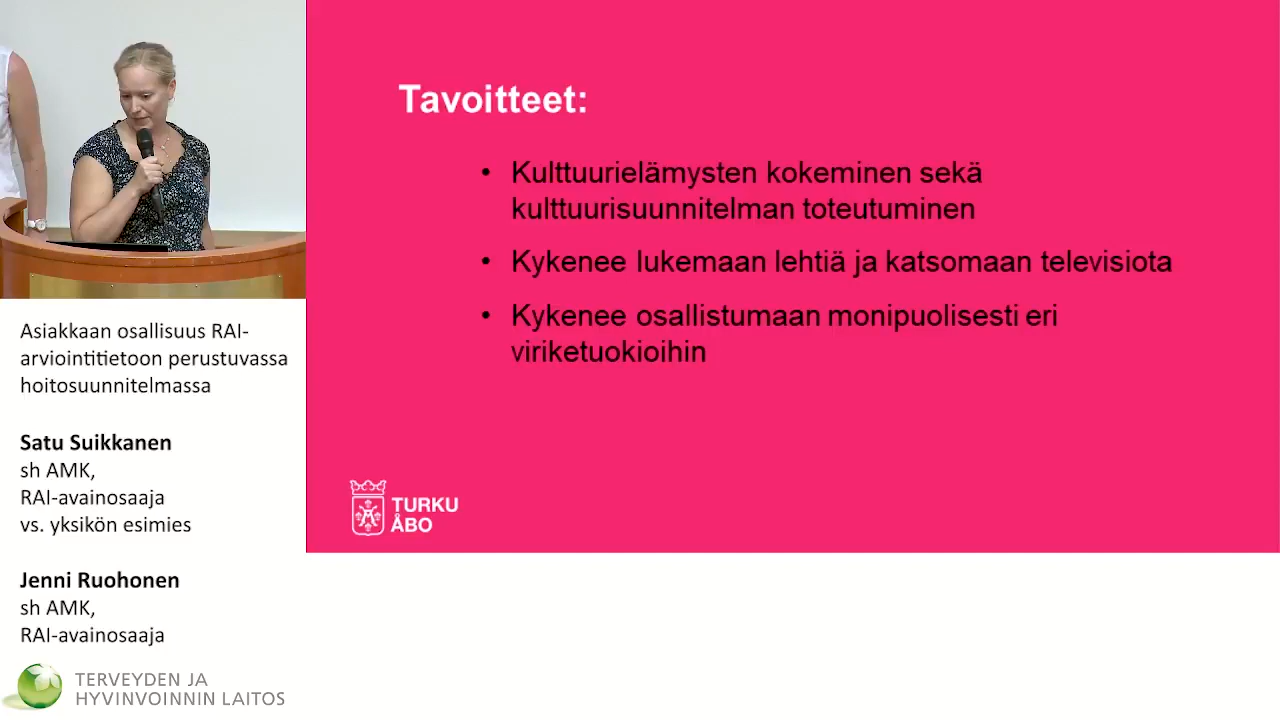 Tavoitteet:
• Kulttuurielämysten kokeminen sekä
kulttuurisuunnitelman toteutuminen
• Kykenee lukemaan lehtiä ja katsomaan televisiota
• Kykenee osallistumaan monipuolisesti eri
viriketuokioihin
TURKU
ÅBO
Asiakkaan osallisuus RAI-
arviointitietoon perustuvassa
hoitosuunnitelmassa
Satu Suikkanen
sh AMK,
RAI-avainosaaja
vs. yksikön esimies
Jenni Ruohonen
sh AMK,
RAI-avainosaaja
TERVEYDEN JA
HYVINVOINNIN LAITOS